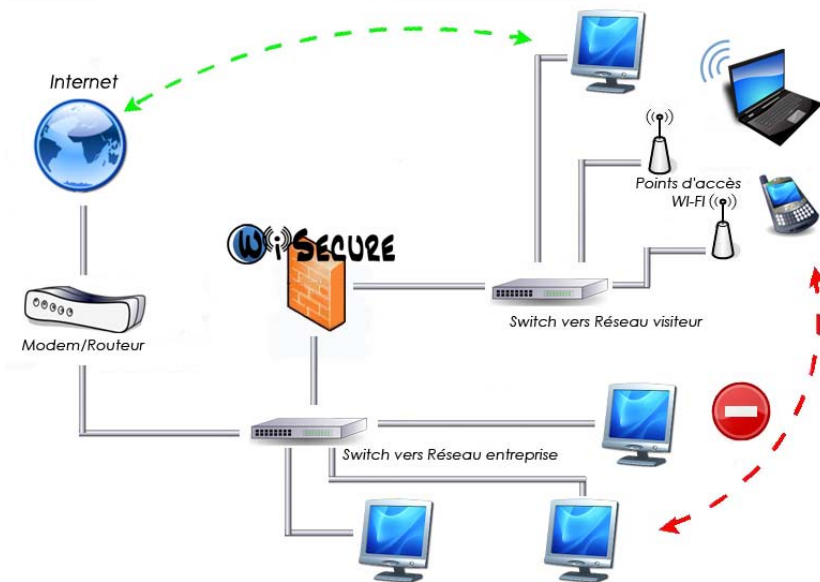 Internet
Points d'accès
WI-FI
WiSecure
Switch vers Réseau visiteur
Modem/Routeur
Switch vers Réseau entreprise